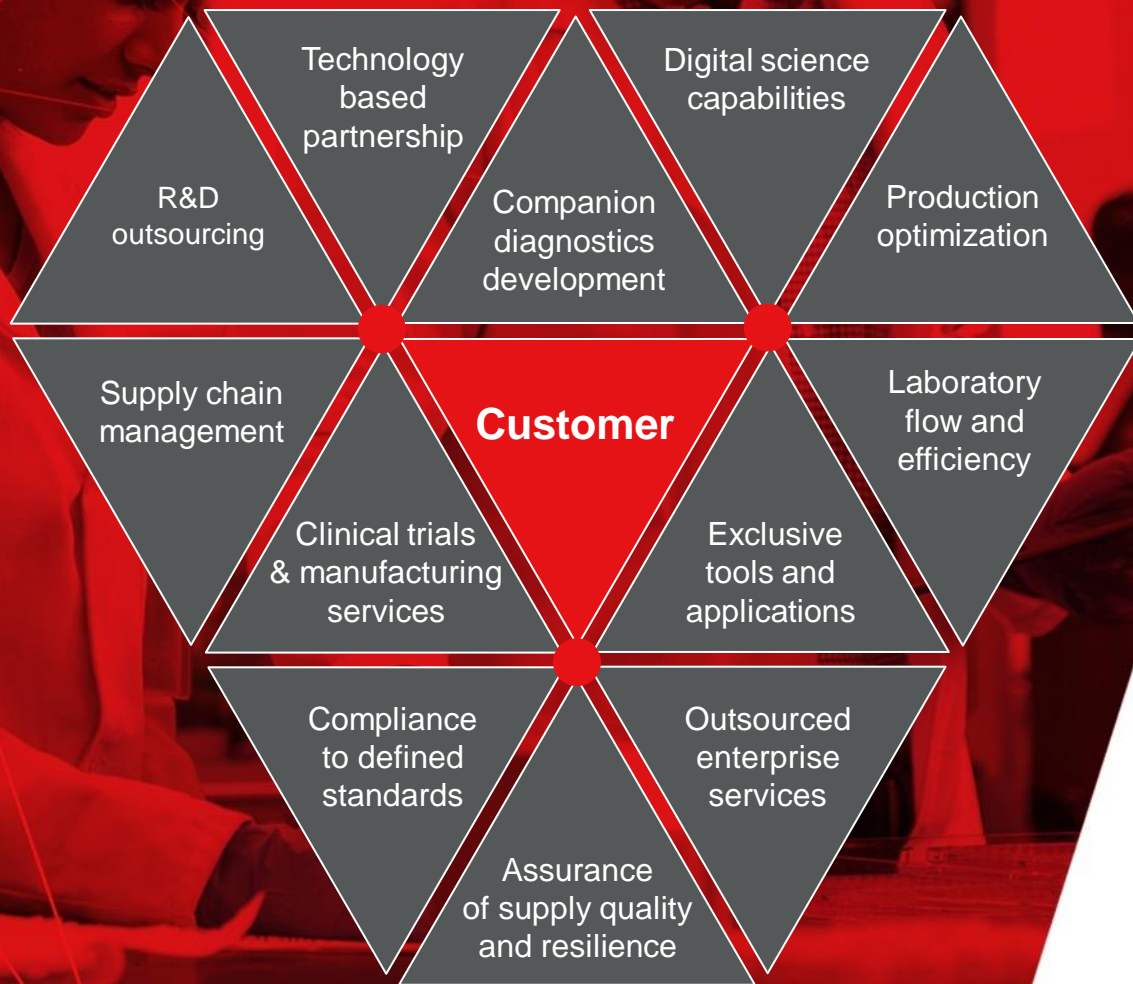 Technology
based
partnership
Digital science
capabilities
R&D
outsourcing
Companion
diagnostics
development
Production
optimization
Supply chain
management
Customer
Laboratory
flow and
efficiency
Clinical trials
& manufacturing
services
Exclusive
tools and
applications
Compliance
to defined
standards
Outsourced
enterprise
services
Assurance
of supply quality
and resilience